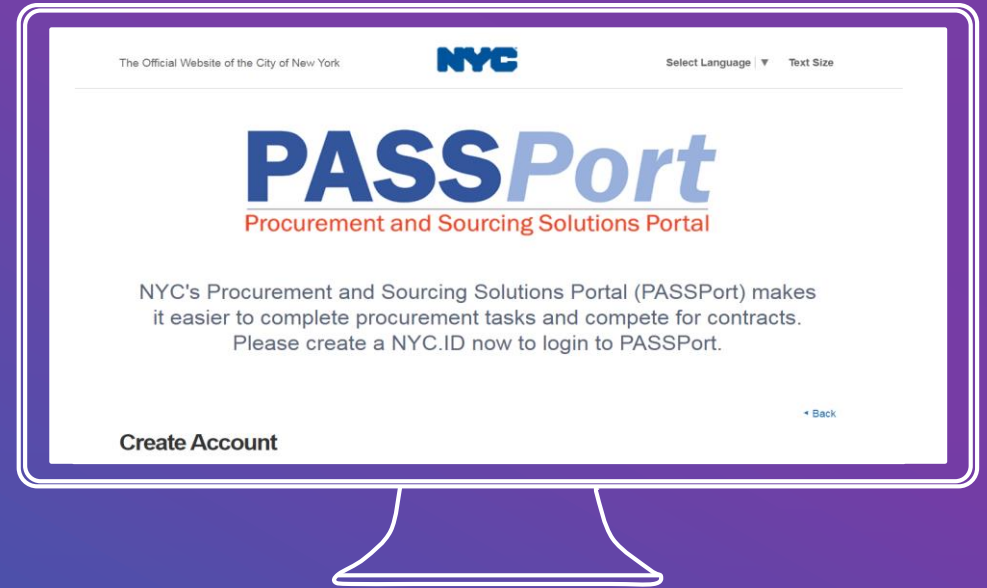 The Official Website of the City of New York
NYC
Select Language ▼
Text Size
PASSPort
Procurement and Sourcing Solutions Portal
NYC's Procurement and Sourcing Solutions Portal (PASSPort) makes
it easier to complete procurement tasks and compete for contracts.
Please create a NYC.ID now to login to PASSPort.
◂ Back
Create Account